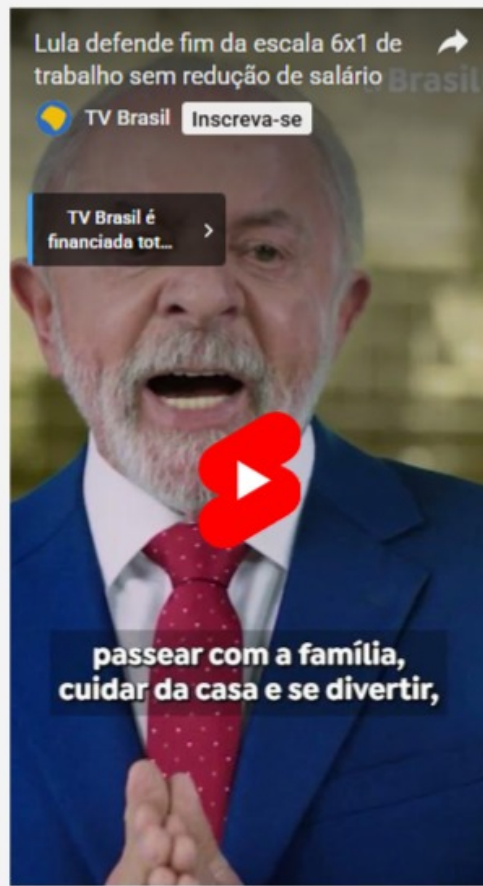 Lula defende fim da escala 6x1 de
trabalho sem redução de salário
Brasil
TV Brasil Inscreva-se
TV Brasil é
financiada tot...
passear com a família,
cuidar da casa e se divertir,